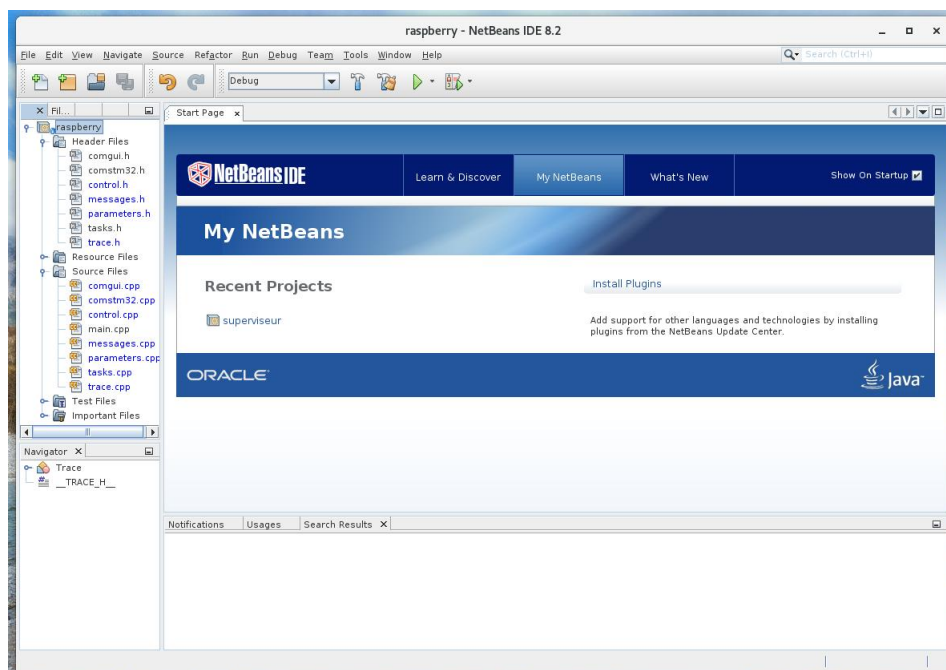 raspberry - NetBeans IDE 8.2
File Edit View Navigate Source Refactor Run Debug Team Tools Window Help
Search (Ctrl+I)
Debug
Fil...
Start Page
raspberry
Header Files
comgui.h
comstm32.h
control.h
messages.h
parameters.h
tasks.h
trace.h
Resource Files
Source Files
comgui.cpp
comstm32.cpp
control.cpp
main.cpp
messages.cpp
parameters.cpp
tasks.cpp
trace.cpp
Test Files
Important Files
Navigator
Trace
__TRACE_H__
NetBeans IDE
Learn & Discover
My NetBeans
What's New
Show On Startup
My NetBeans
Recent Projects
superviseur
Install Plugins
Add support for other languages and technologies by installing
plugins from the NetBeans Update Center.
ORACLE
Java
Notifications
Usages
Search Results